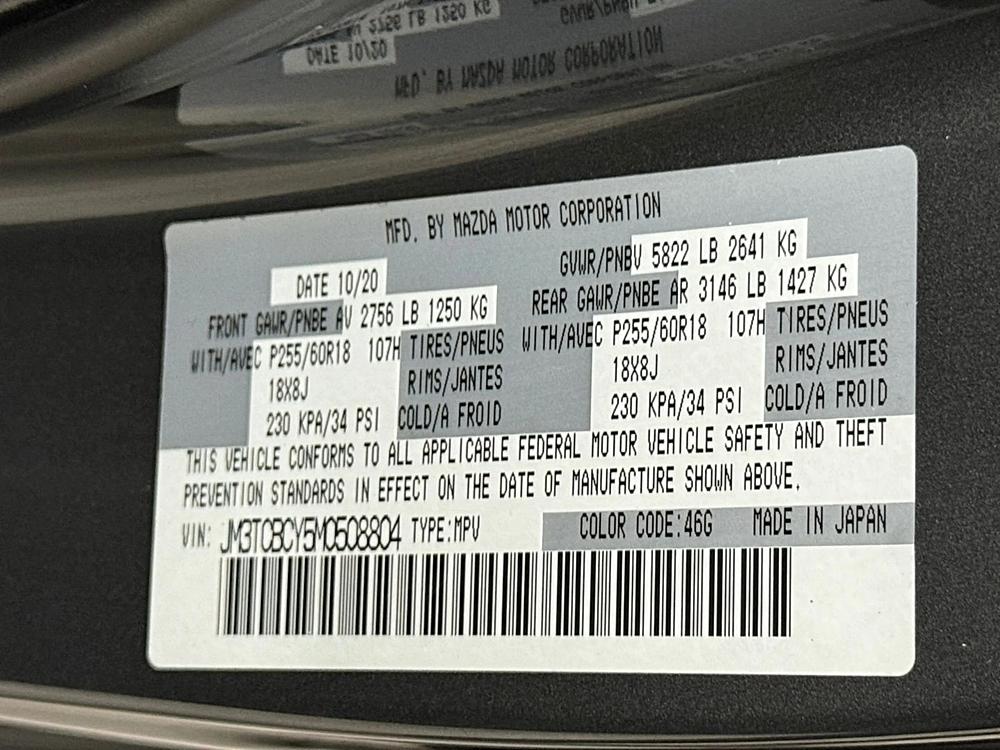 MFD. BY MAZDA MOTOR CORPORATION
DATE 10/20 GVWR/PNBV 5822 LB 2641 KG
FRONT GAWR/PNBE AV 2756 LB 1250 KG REAR GAWR/PNBE AR 3146 LB 1427 KG
WITH/AVEC P255/60R18 107H TIRES/PNEUS WITH/AVEC P255/60R18 107H TIRES/PNEUS
18X8J RIMS/JANTES 18X8J RIMS/JANTES
230 KPA/34 PSI COLD/A FROID 230 KPA/34 PSI COLD/A FROID
THIS VEHICLE CONFORMS TO ALL APPLICABLE FEDERAL MOTOR VEHICLE SAFETY AND THEFT
PREVENTION STANDARDS IN EFFECT ON THE DATE OF MANUFACTURE SHOWN ABOVE.
VIN: JM3TCBCY5M0508804 TYPE:MPV COLOR CODE:46G MADE IN JAPAN